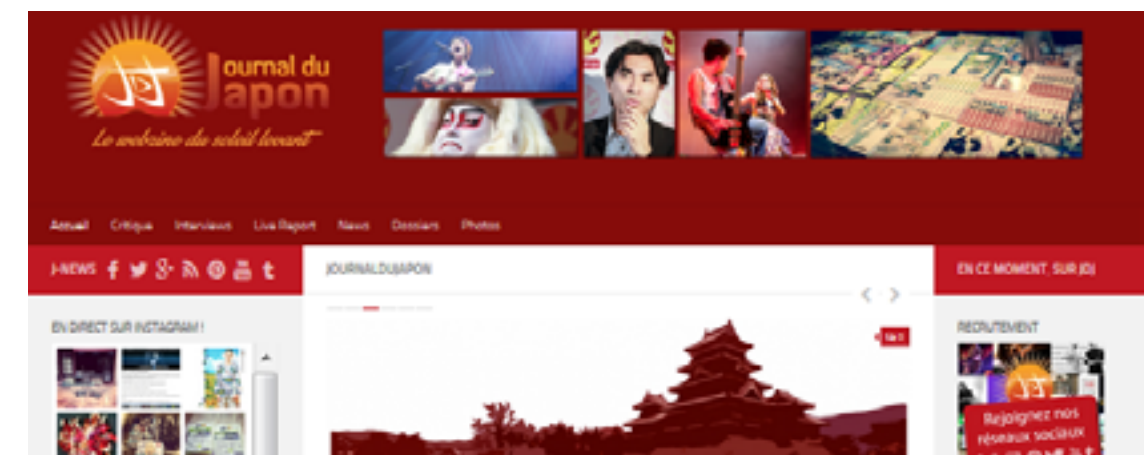 Journal du
Japon
Le webzine du soleil levant
Accueil Critique Interviews Live Report News Dossiers Photos
J-NEWS
JOURNALDUJAPON
EN CE MOMENT, SUR JDJ
EN DIRECT SUR INSTAGRAM !
RECRUTEMENT
Rejoignez nos
réseaux sociaux